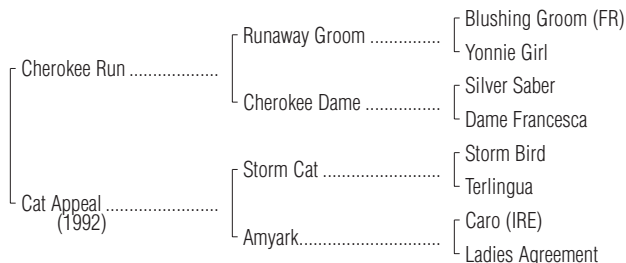 Blushing Groom (FR)
Runaway Groom ...............
Yonnie Girl
Cherokee Run ...................
Silver Saber
Cherokee Dame ................
Dame Francesca
Storm Bird
Storm Cat .........................
Terlingua
Cat Appeal ........................
(1992)
Caro (IRE)
Amyark..............................
Ladies Agreement